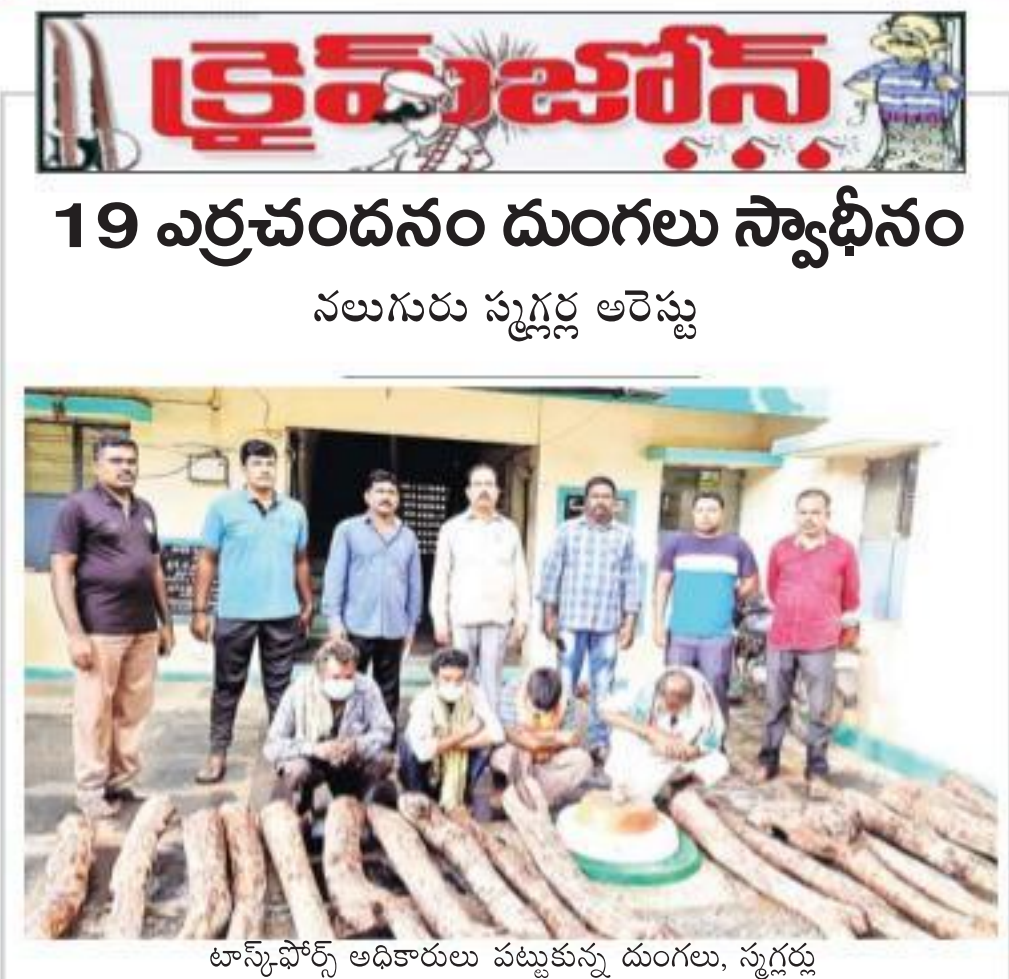 క్రైమ్‌జోన్
19 ఎర్రచందనం దుంగలు స్వాధీనం
నలుగురు స్మగ్లర్ల అరెస్టు
టాస్క్‌ఫోర్స్ అధికారులు పట్టుకున్న దుంగలు, స్మగ్లర్లు